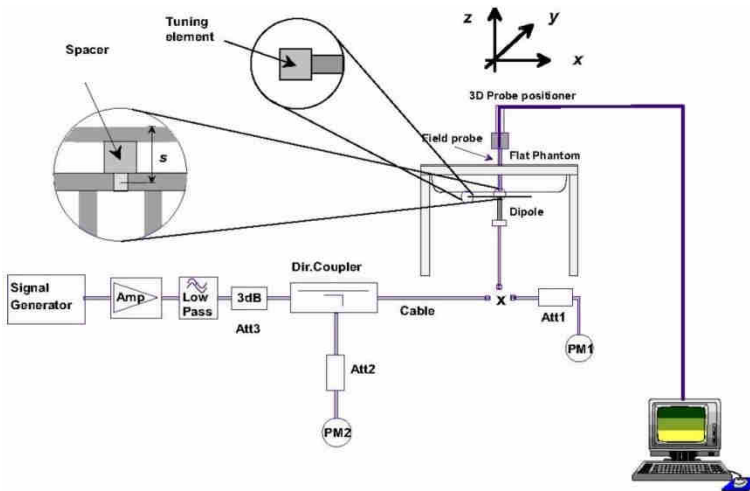 Tuning
element
Spacer
s
z
y
x
3D Probe positioner
Field probe
Flat Phantom
Dipole
Signal
Generator
Amp
Low
Pass
3dB
Att3
Dir.Coupler
Cable
x
Att1
PM1
Att2
PM2